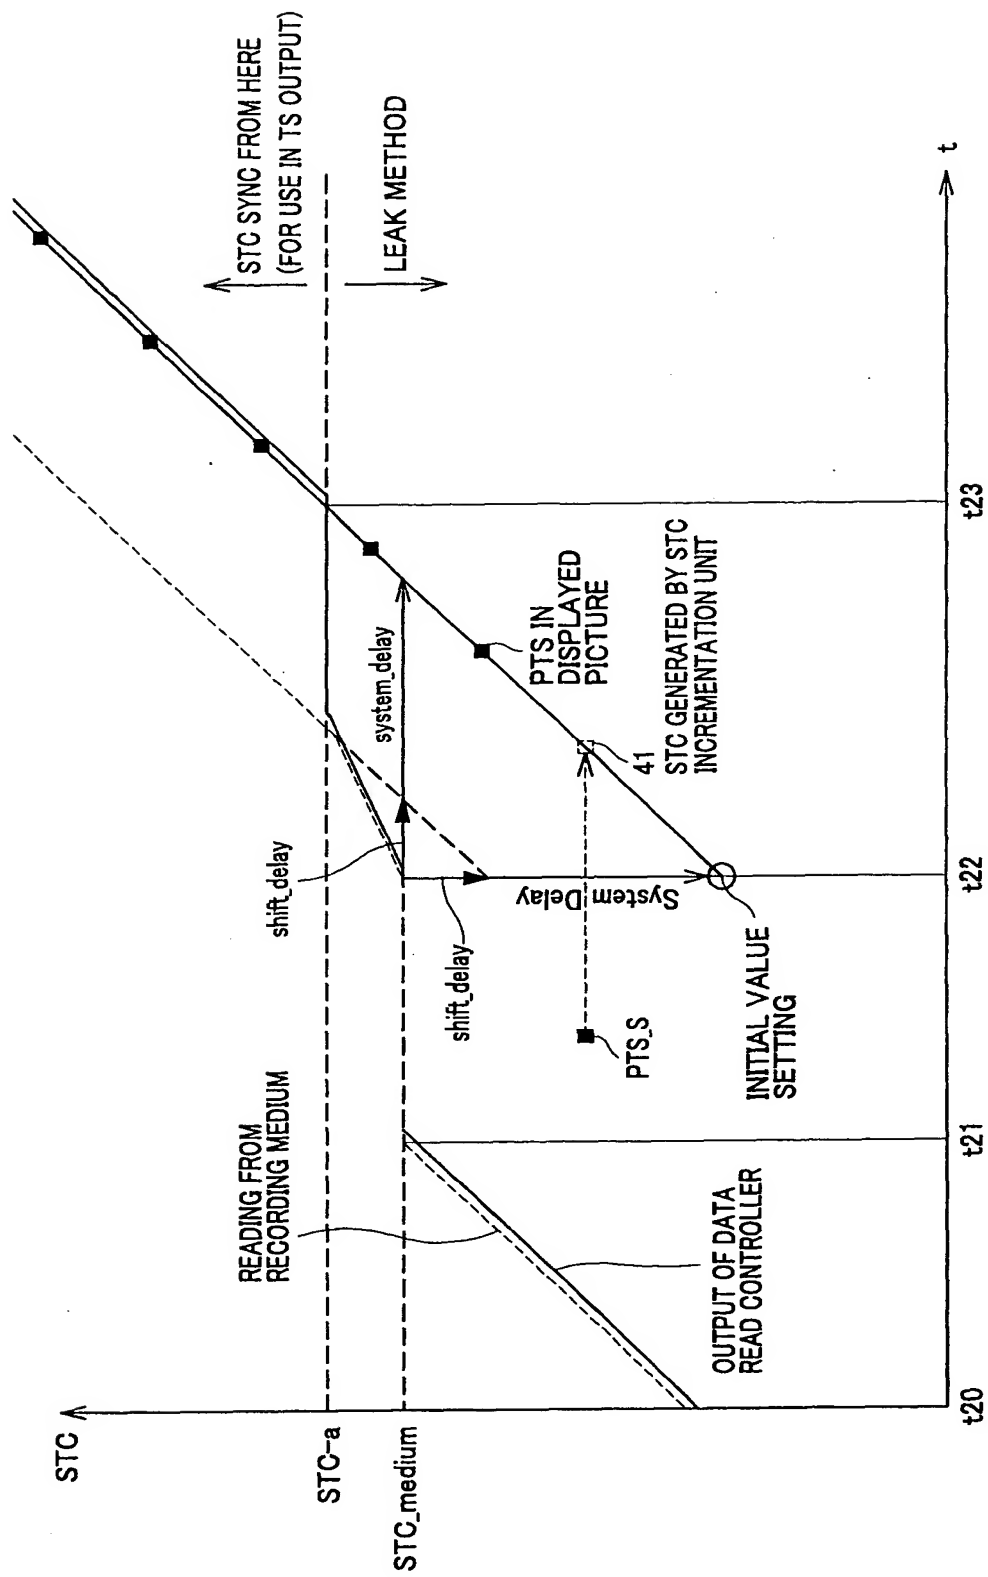 STC
STC-a
STC_medium
READING FROM
RECORDING MEDIUM
OUTPUT OF DATA
READ CONTROLLER
PTS_S
INITIAL VALUE
SETTING
shift_delay
shift_delay
System Delay
system_delay
41
STC GENERATED BY STC
INCREMENTATION UNIT
PTS IN
DISPLAYED
PICTURE
STC SYNC FROM HERE
(FOR USE IN TS OUTPUT)
LEAK METHOD
t20
t21
t22
t23
t